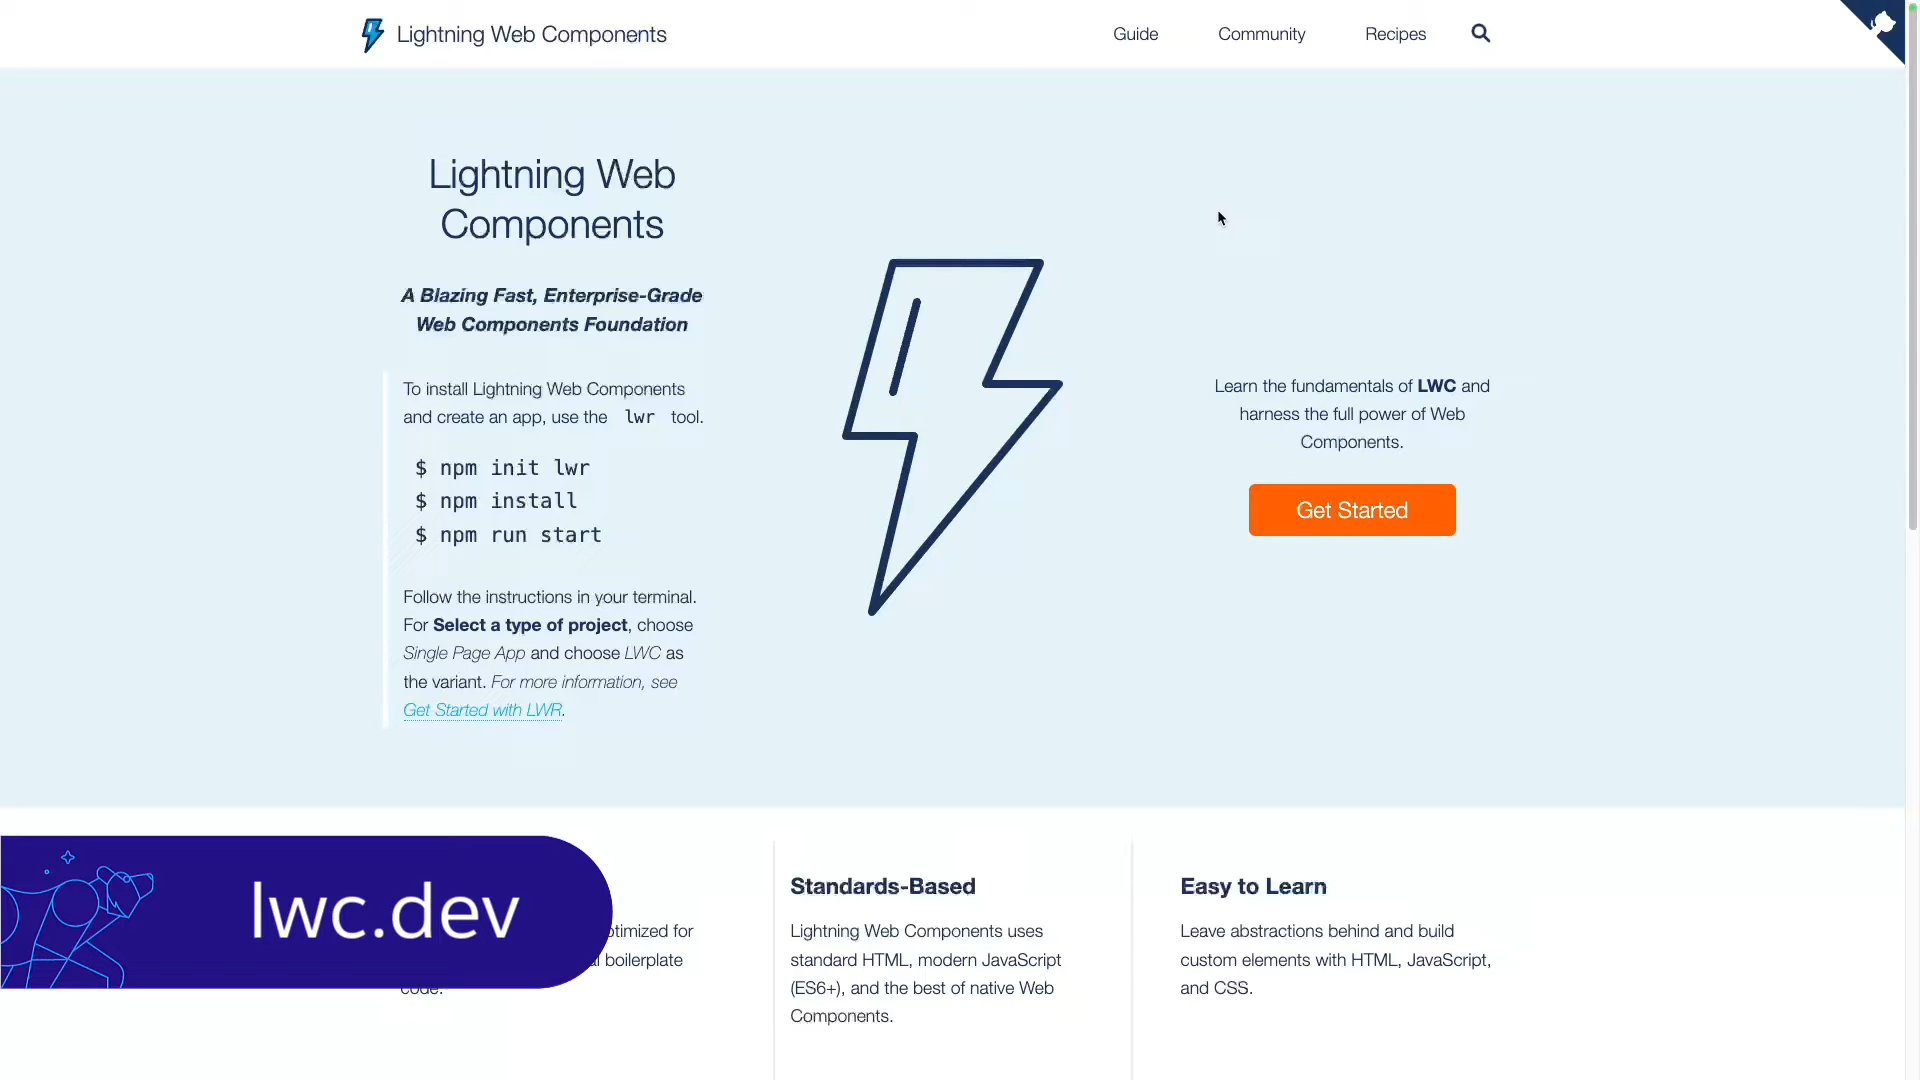 Lightning Web Components
Guide
Community
Recipes
Lightning Web
Components
A Blazing Fast, Enterprise-Grade
Web Components Foundation
To install Lightning Web Components
and create an app, use the lwr tool.
$ npm init lwr
$ npm install
$ npm run start
Follow the instructions in your terminal.
For Select a type of project, choose
Single Page App and choose LWC as
the variant. For more information, see
Get Started with LWR.
Learn the fundamentals of LWC and
harness the full power of Web
Components.
Get Started
lwc.dev
for
boilerplate
code.
Standards-Based
Lightning Web Components uses
standard HTML, modern JavaScript
(ES6+), and the best of native Web
Components.
Easy to Learn
Leave abstractions behind and build
custom elements with HTML, JavaScript,
and CSS.